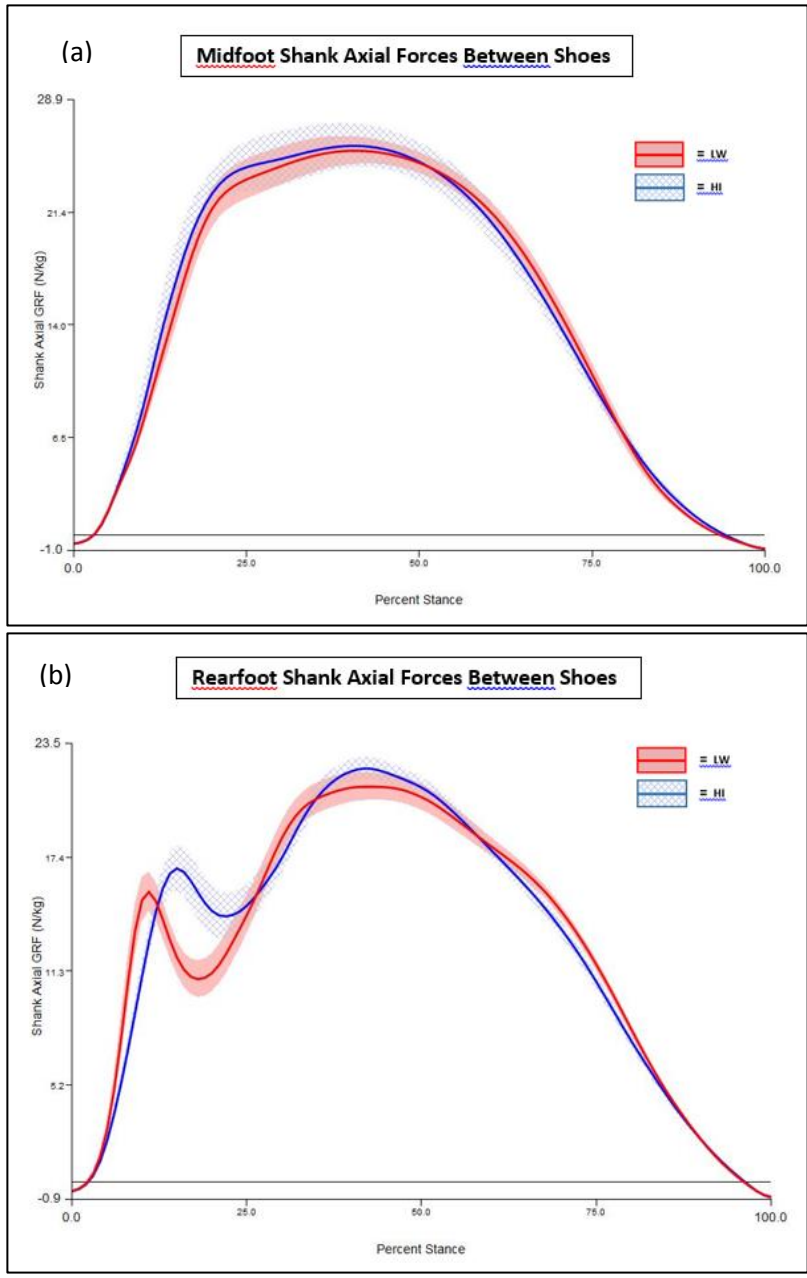 (a)
Midfoot Shank Axial Forces Between Shoes
28.9
= LW
= HI
21.4
Shank Axial GRF (N/kg)
14.0
6.5
-1.0
0.0 25.0 50.0 75.0 100.0
Percent Stance
(b)
Rearfoot Shank Axial Forces Between Shoes
23.5
= LW
= HI
17.4
Shank Axial GRF (N/kg)
11.3
5.2
-0.9
0.0 25.0 50.0 75.0 100.0
Percent Stance